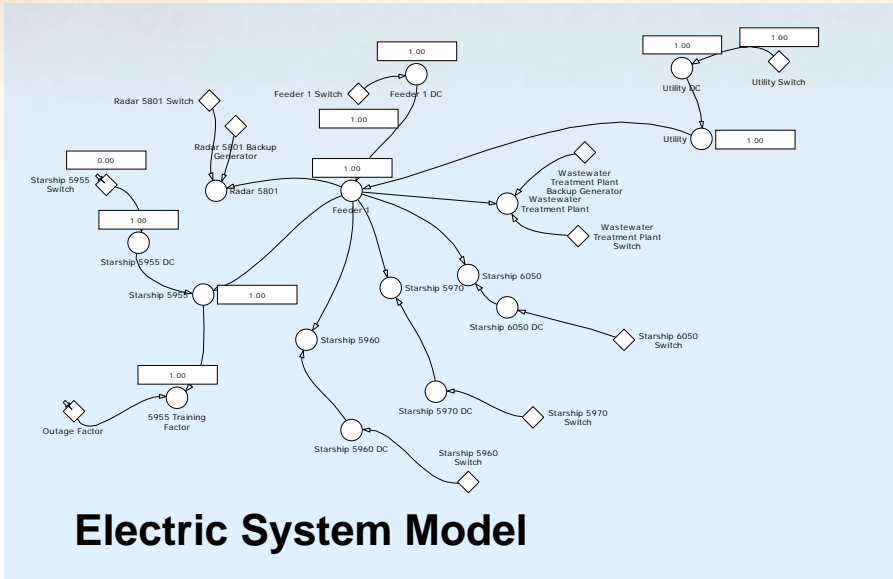 1.00
1.00
1.00
Utility Switch
Feeder 1 Switch
Feeder 1 DC
Utility DC
Radar 5801 Switch
1.00
Radar 5801 Backup
Generator
Utility
1.00
0.00
Starship 5955
Switch
1.00
Wastewater
Treatment Plant
Backup Generator
Radar 5801
Feeder 1
Wastewater
Treatment Plant
1.00
Wastewater
Treatment Plant
Switch
Starship 5955 DC
Starship 5955
1.00
Starship 5970
Starship 6050
Starship 6050 DC
Starship 5960
Starship 6050
Switch
1.00
5955 Training
Factor
Outage Factor
Starship 5970 DC
Starship 5970
Switch
Starship 5960 DC
Starship 5960
Switch
Electric System Model